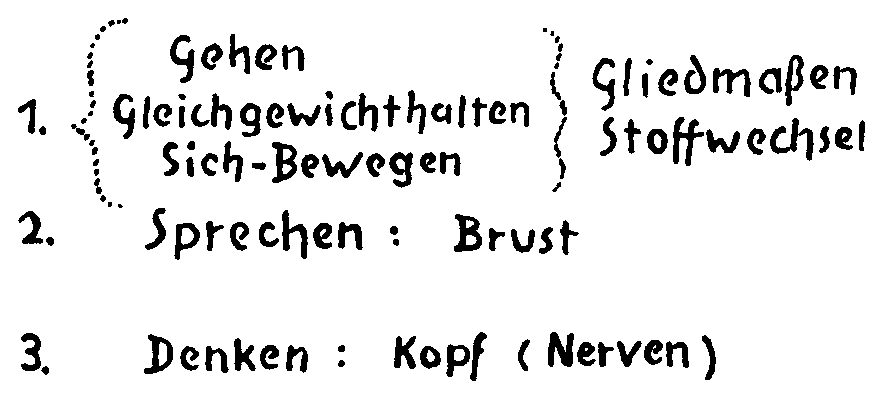 Gehen
1. Gleichgewichthalten
Sich-Bewegen
Gliedmaßen
Stoffwechsel
2. Sprechen : Brust
3. Denken : Kopf (Nerven)